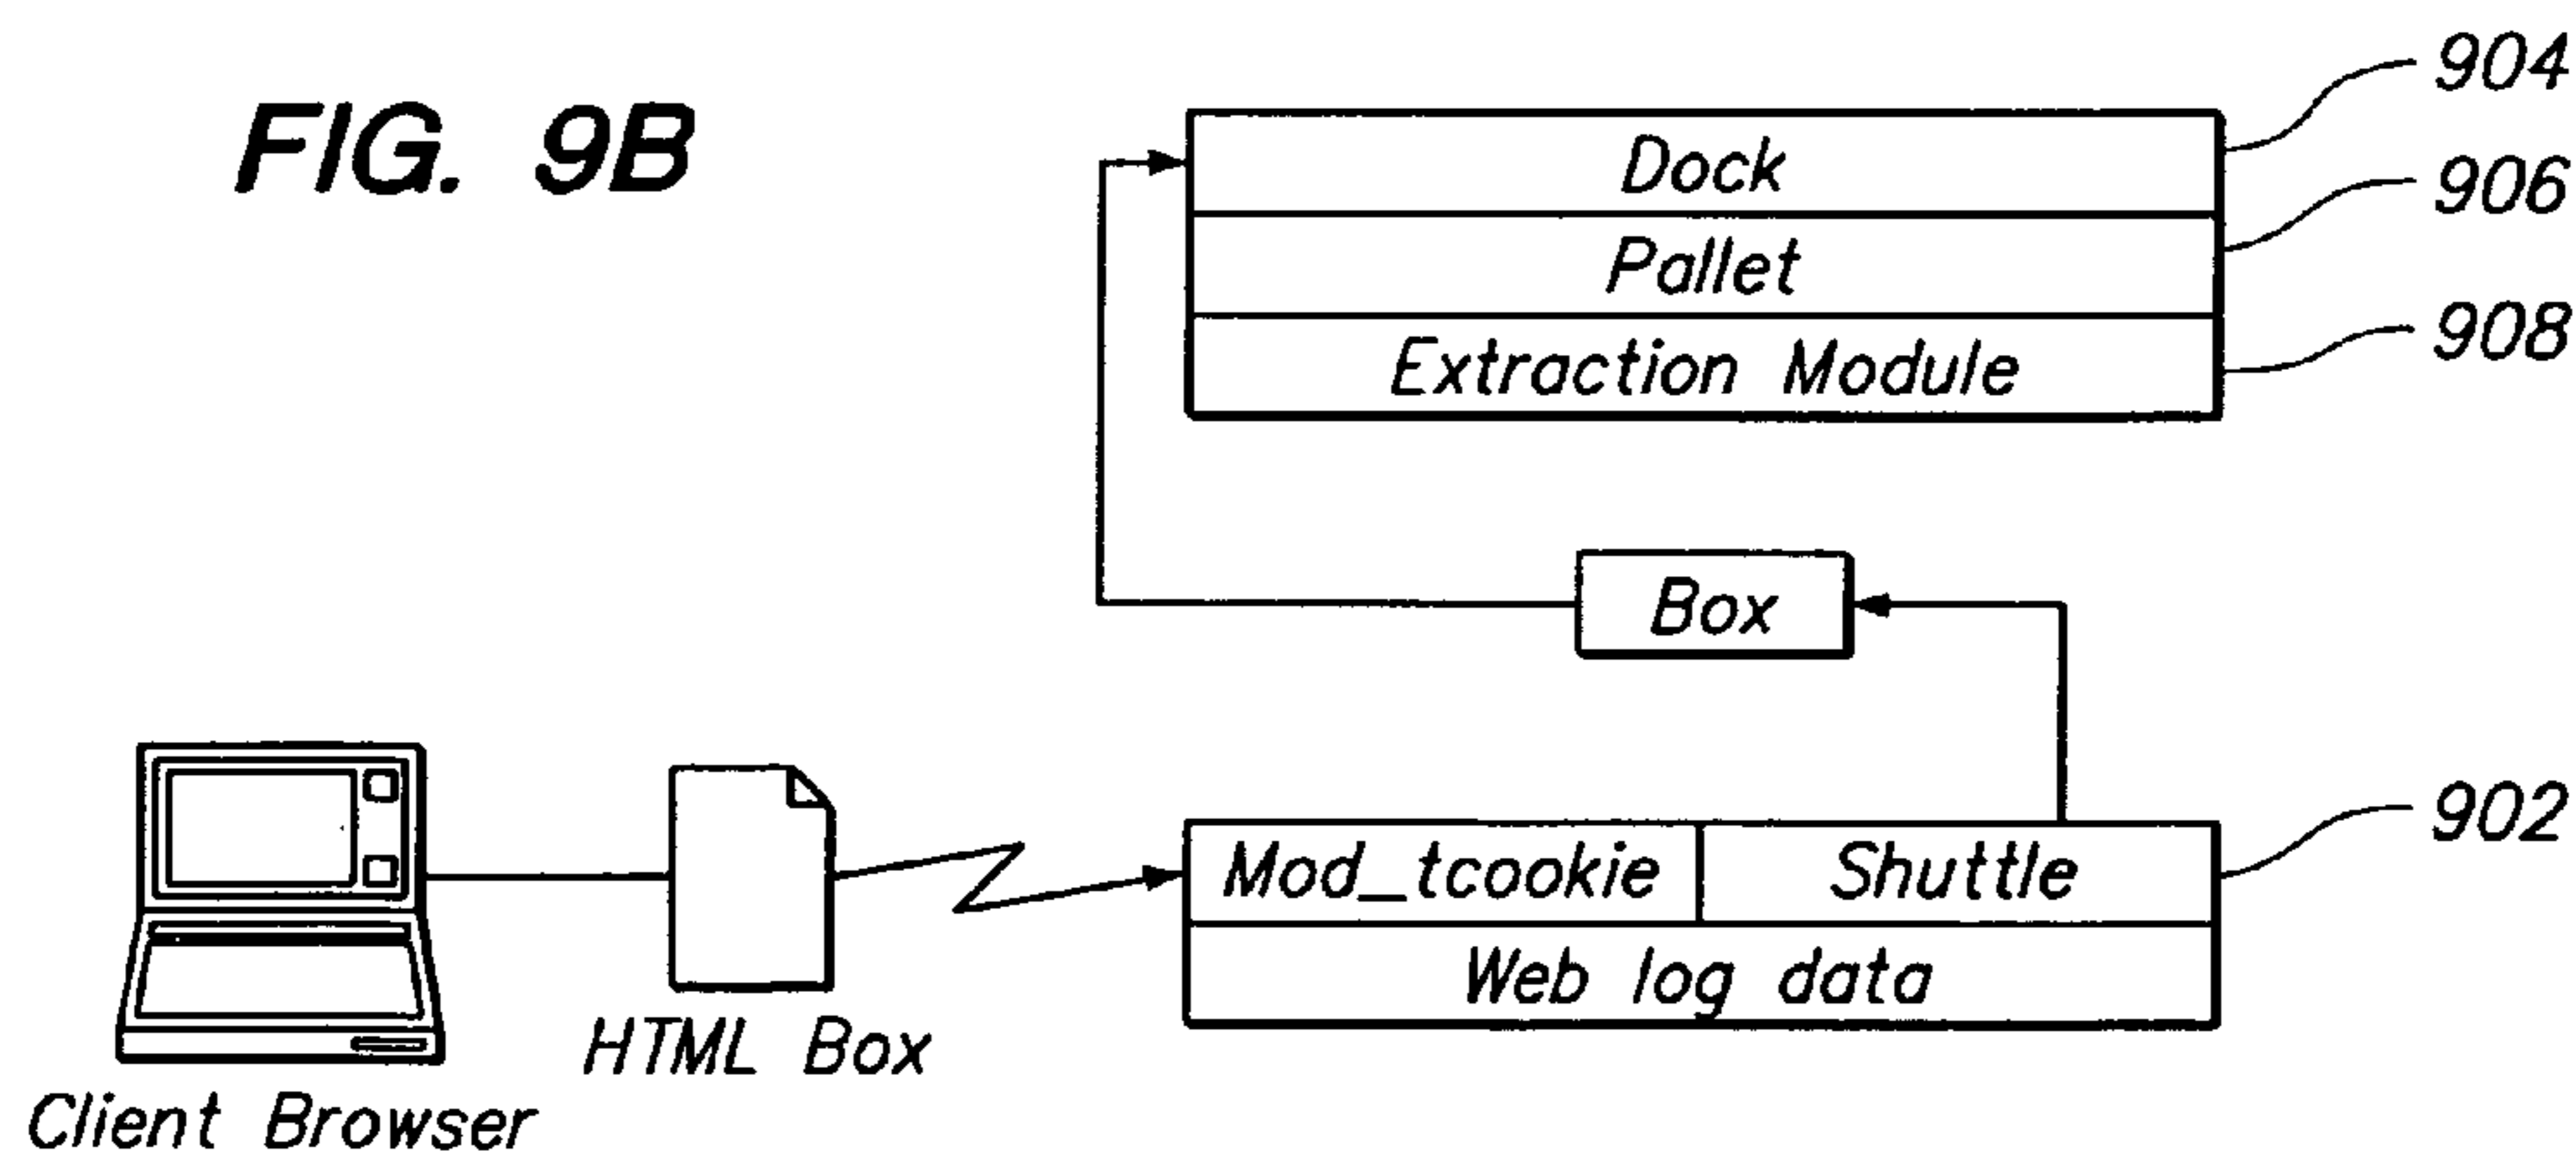 FIG. 9B
904
Dock
906
Pallet
908
Extraction Module
Box
902
Mod_tcookie
Shuttle
Web log data
HTML Box
Client Browser